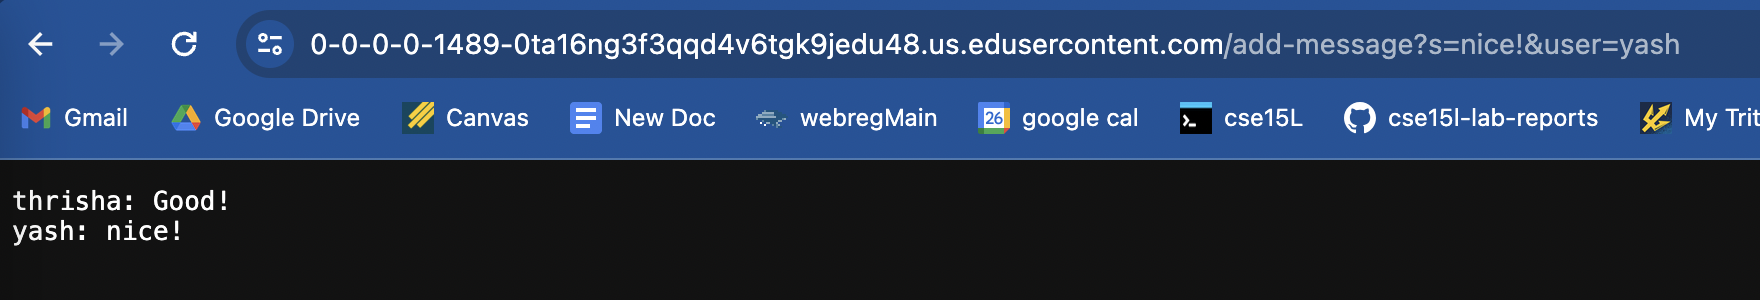 0-0-0-0-1489-0ta16ng3f3qqd4v6tgk9jedu48.us.edusercontent.com/add-message?s=nice!&user=yash
Gmail Google Drive Canvas New Doc webregMain 26 google cal cse15L cse15l-lab-reports My Trit
thrisha: Good!
yash: nice!